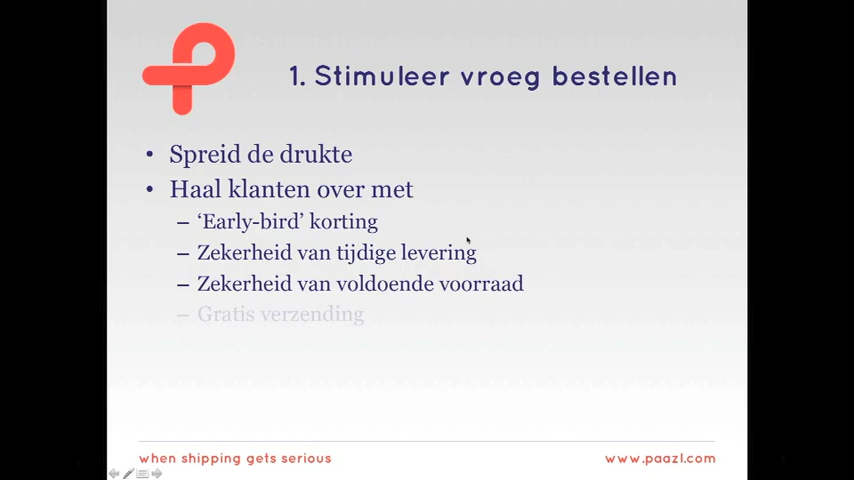 1. Stimuleer vroeg bestellen
• Spreid de drukte
• Haal klanten over met
– ‘Early-bird’ korting
– Zekerheid van tijdige levering
– Zekerheid van voldoende voorraad
– Gratis verzending
when shipping gets serious
www.paazl.com